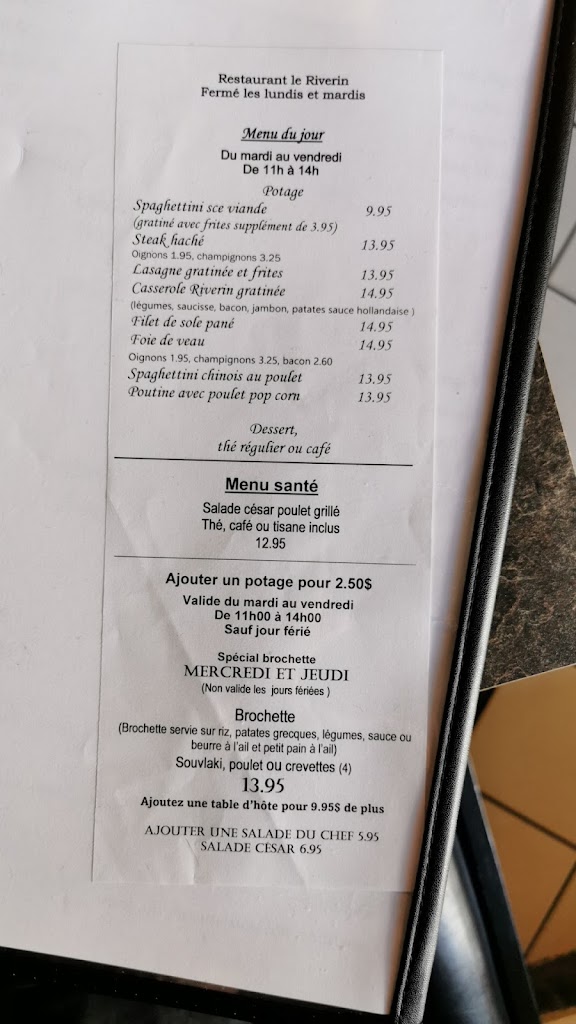 Restaurant le Riverin
Fermé les lundis et mardis
Menu du jour
Du mardi au vendredi
De 11h à 14h
Potage
Spaghettini sce viande 9.95
(gratiné avec frites supplément de 3.95)
Steak haché 13.95
Oignons 1.95, champignons 3.25
Lasagne gratinée et frites 13.95
Casserole Riverin gratinée 14.95
(légumes, saucisse, bacon, jambon, patates sauce hollandaise )
Filet de sole pané 14.95
Foie de veau 14.95
Oignons 1.95, champignons 3.25, bacon 2.60
Spaghettini chinois au poulet 13.95
Poutine avec poulet pop corn 13.95
Dessert,
thé régulier ou café
Menu santé
Salade césar poulet grillé
Thé, café ou tisane inclus
12.95
Ajouter un potage pour 2.50$
Valide du mardi au vendredi
De 11h00 à 14h00
Sauf jour férié
Spécial brochette
MERCREDI ET JEUDI
(Non valide les jours fériées )
Brochette
(Brochette servie sur riz, patates grecques, légumes, sauce ou
beurre à l'ail et petit pain à l'ail)
Souvlaki, poulet ou crevettes (4)
13.95
Ajoutez une table d'hôte pour 9.95$ de plus
AJOUTER UNE SALADE DU CHEF 5.95
SALADE CESAR 6.95